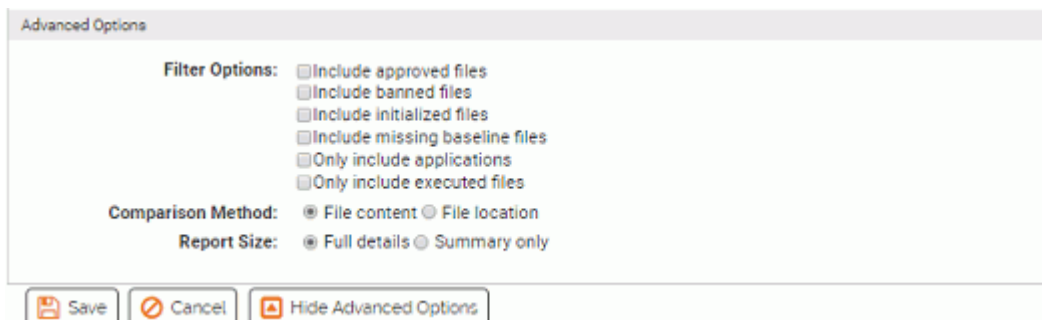 Advanced Options
Filter Options: Include approved files
Include banned files
Include initialized files
Include missing baseline files
Only include applications
Only include executed files
Comparison Method: File content File location
Report Size: Full details Summary only
Save Cancel Hide Advanced Options